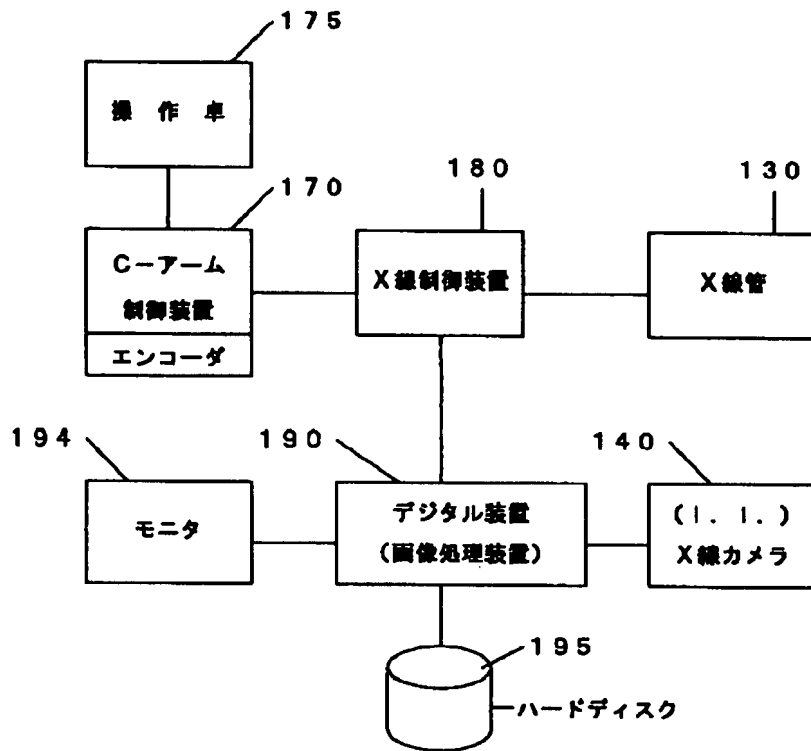 175
操 作 卓
170
C－アーム
制御装置
エンコーダ
180
X線制御装置
130
X線管
194
モニタ
190
デジタル装置
(画像処理装置)
140
(I. I.)
X線カメラ
195
ハードディスク